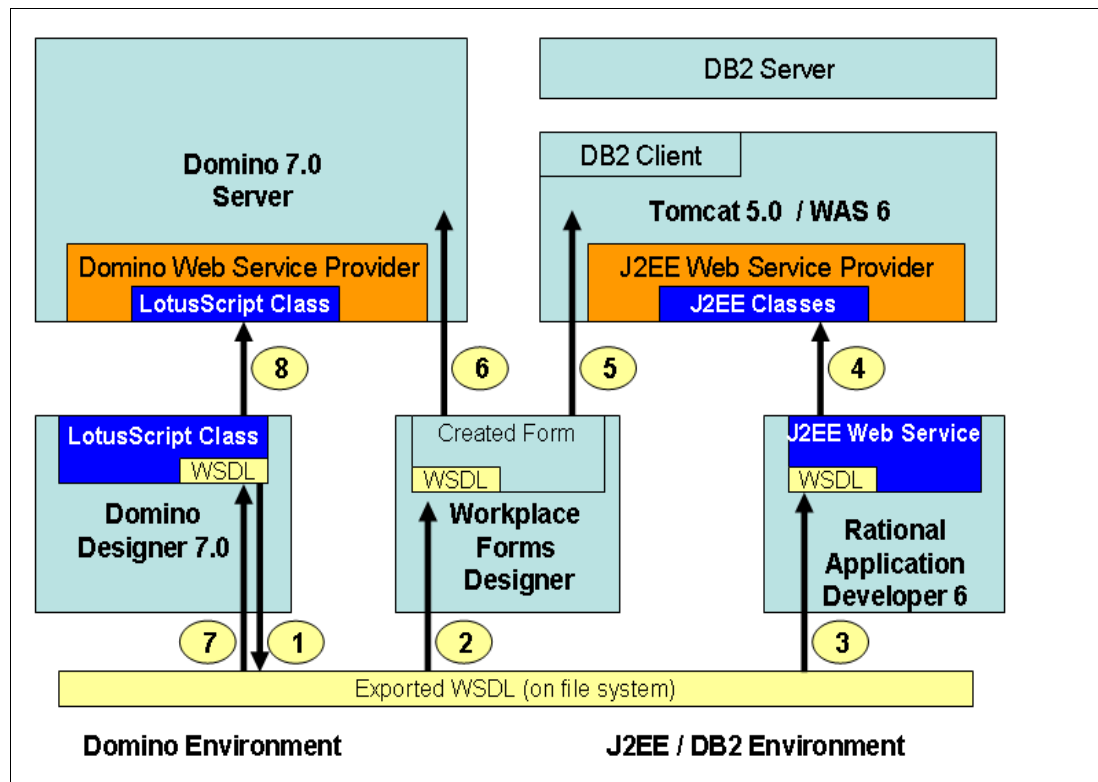 DB2 Server
Domino 7.0
Server
DB2 Client
Tomcat 5.0 / WAS 6
Domino Web Service Provider
LotusScript Class
J2EE Web Service Provider
J2EE Classes
8
6
5
4
LotusScript Class
WSDL
Domino
Designer 7.0
Created Form
WSDL
Workplace
Forms
Designer
J2EE Web Service
WSDL
Rational
Application
Developer 6
7
1
2
3
Exported WSDL (on file system)
Domino Environment
J2EE / DB2 Environment